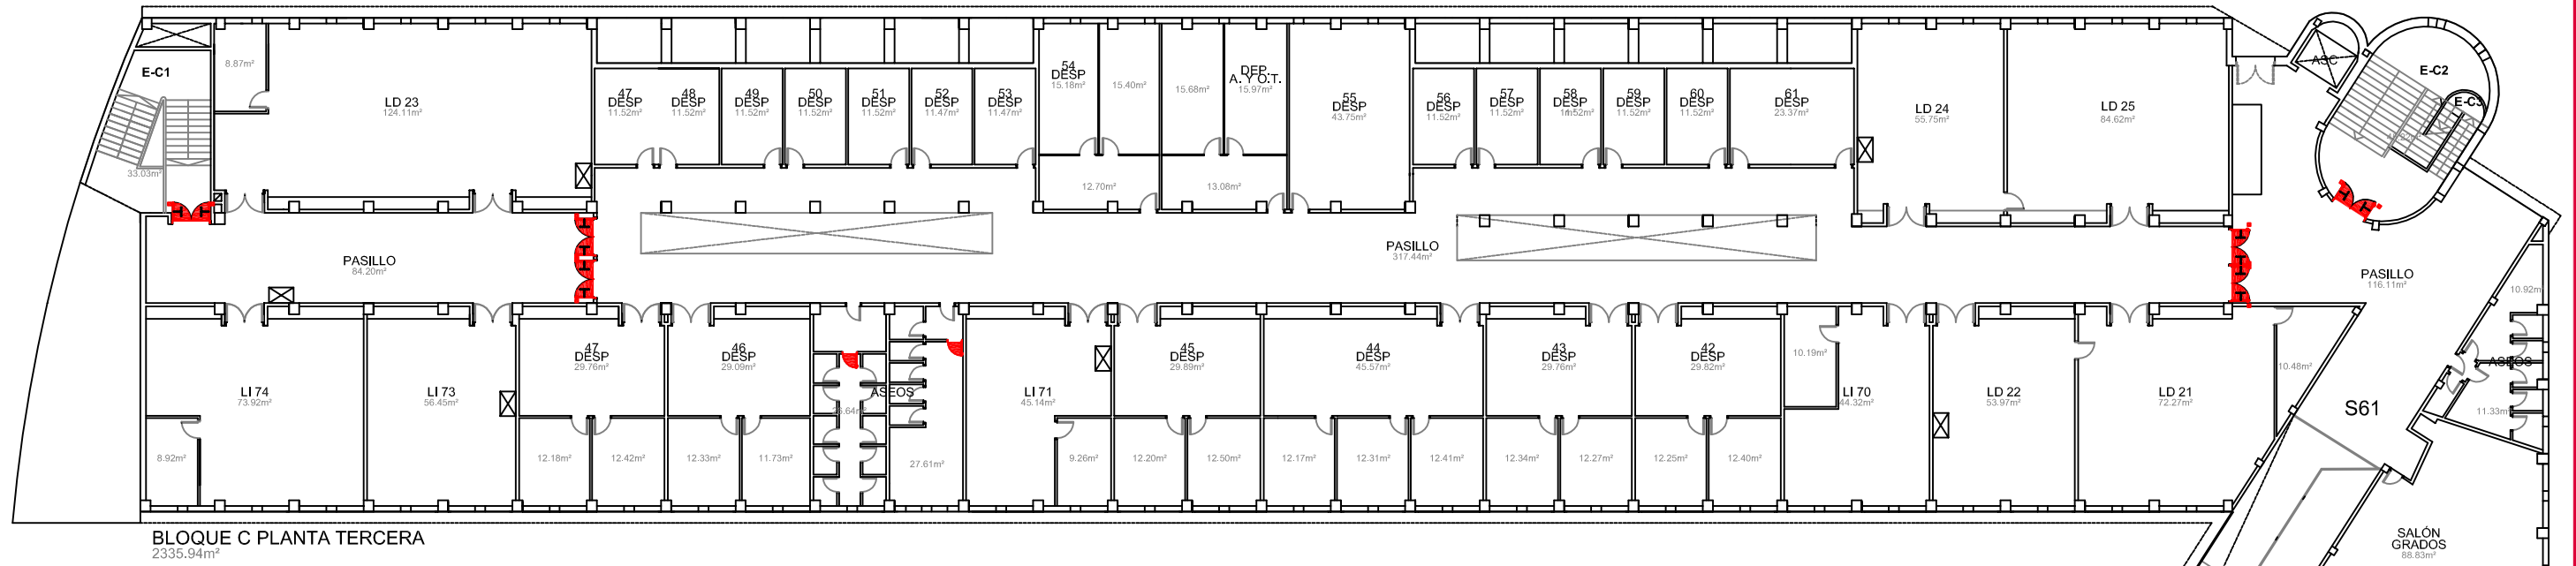 E-C1
33.03m²
8.87m²
LD 23
124.11m²
47
DESP
11.52m²
48
DESP
11.52m²
49
DESP
11.52m²
50
DESP
11.52m²
51
DESP
11.52m²
52
DESP
11.47m²
53
DESP
11.47m²
54
DESP
15.18m²
15.40m²
15.68m²
DEP.
A. Y O.T.
15.97m²
12.70m²
13.08m²
55
DESP
43.75m²
56
DESP
11.52m²
57
DESP
11.52m²
58
DESP
59
DESP
11.52m²
60
DESP
11.52m²
61
DESP
23.37m²
LD 24
55.75m²
LD 25
84.62m²
ASC
E-C2
E-C3
PASILLO
84.20m²
PASILLO
317.44m²
PASILLO
116.11m²
10.92m²
LI 74
73.92m²
8.92m²
LI 73
56.45m²
47
DESP
29.76m²
12.18m²
12.42m²
46
DESP
29.09m²
12.33m²
11.73m²
ASEOS
27.61m²
LI 71
45.14m²
9.26m²
45
DESP
29.89m²
12.20m²
12.50m²
44
DESP
45.57m²
12.17m²
12.31m²
12.41m²
43
DESP
29.76m²
12.34m²
12.27m²
42
DESP
29.82m²
12.25m²
12.40m²
10.19m²
LI 70
44.32m²
LD 22
53.97m²
LD 21
72.27m²
10.48m²
S61
ASEOS
11.33m²
SALÓN
GRADOS
88.83m²
BLOQUE C PLANTA TERCERA
2335.94m²